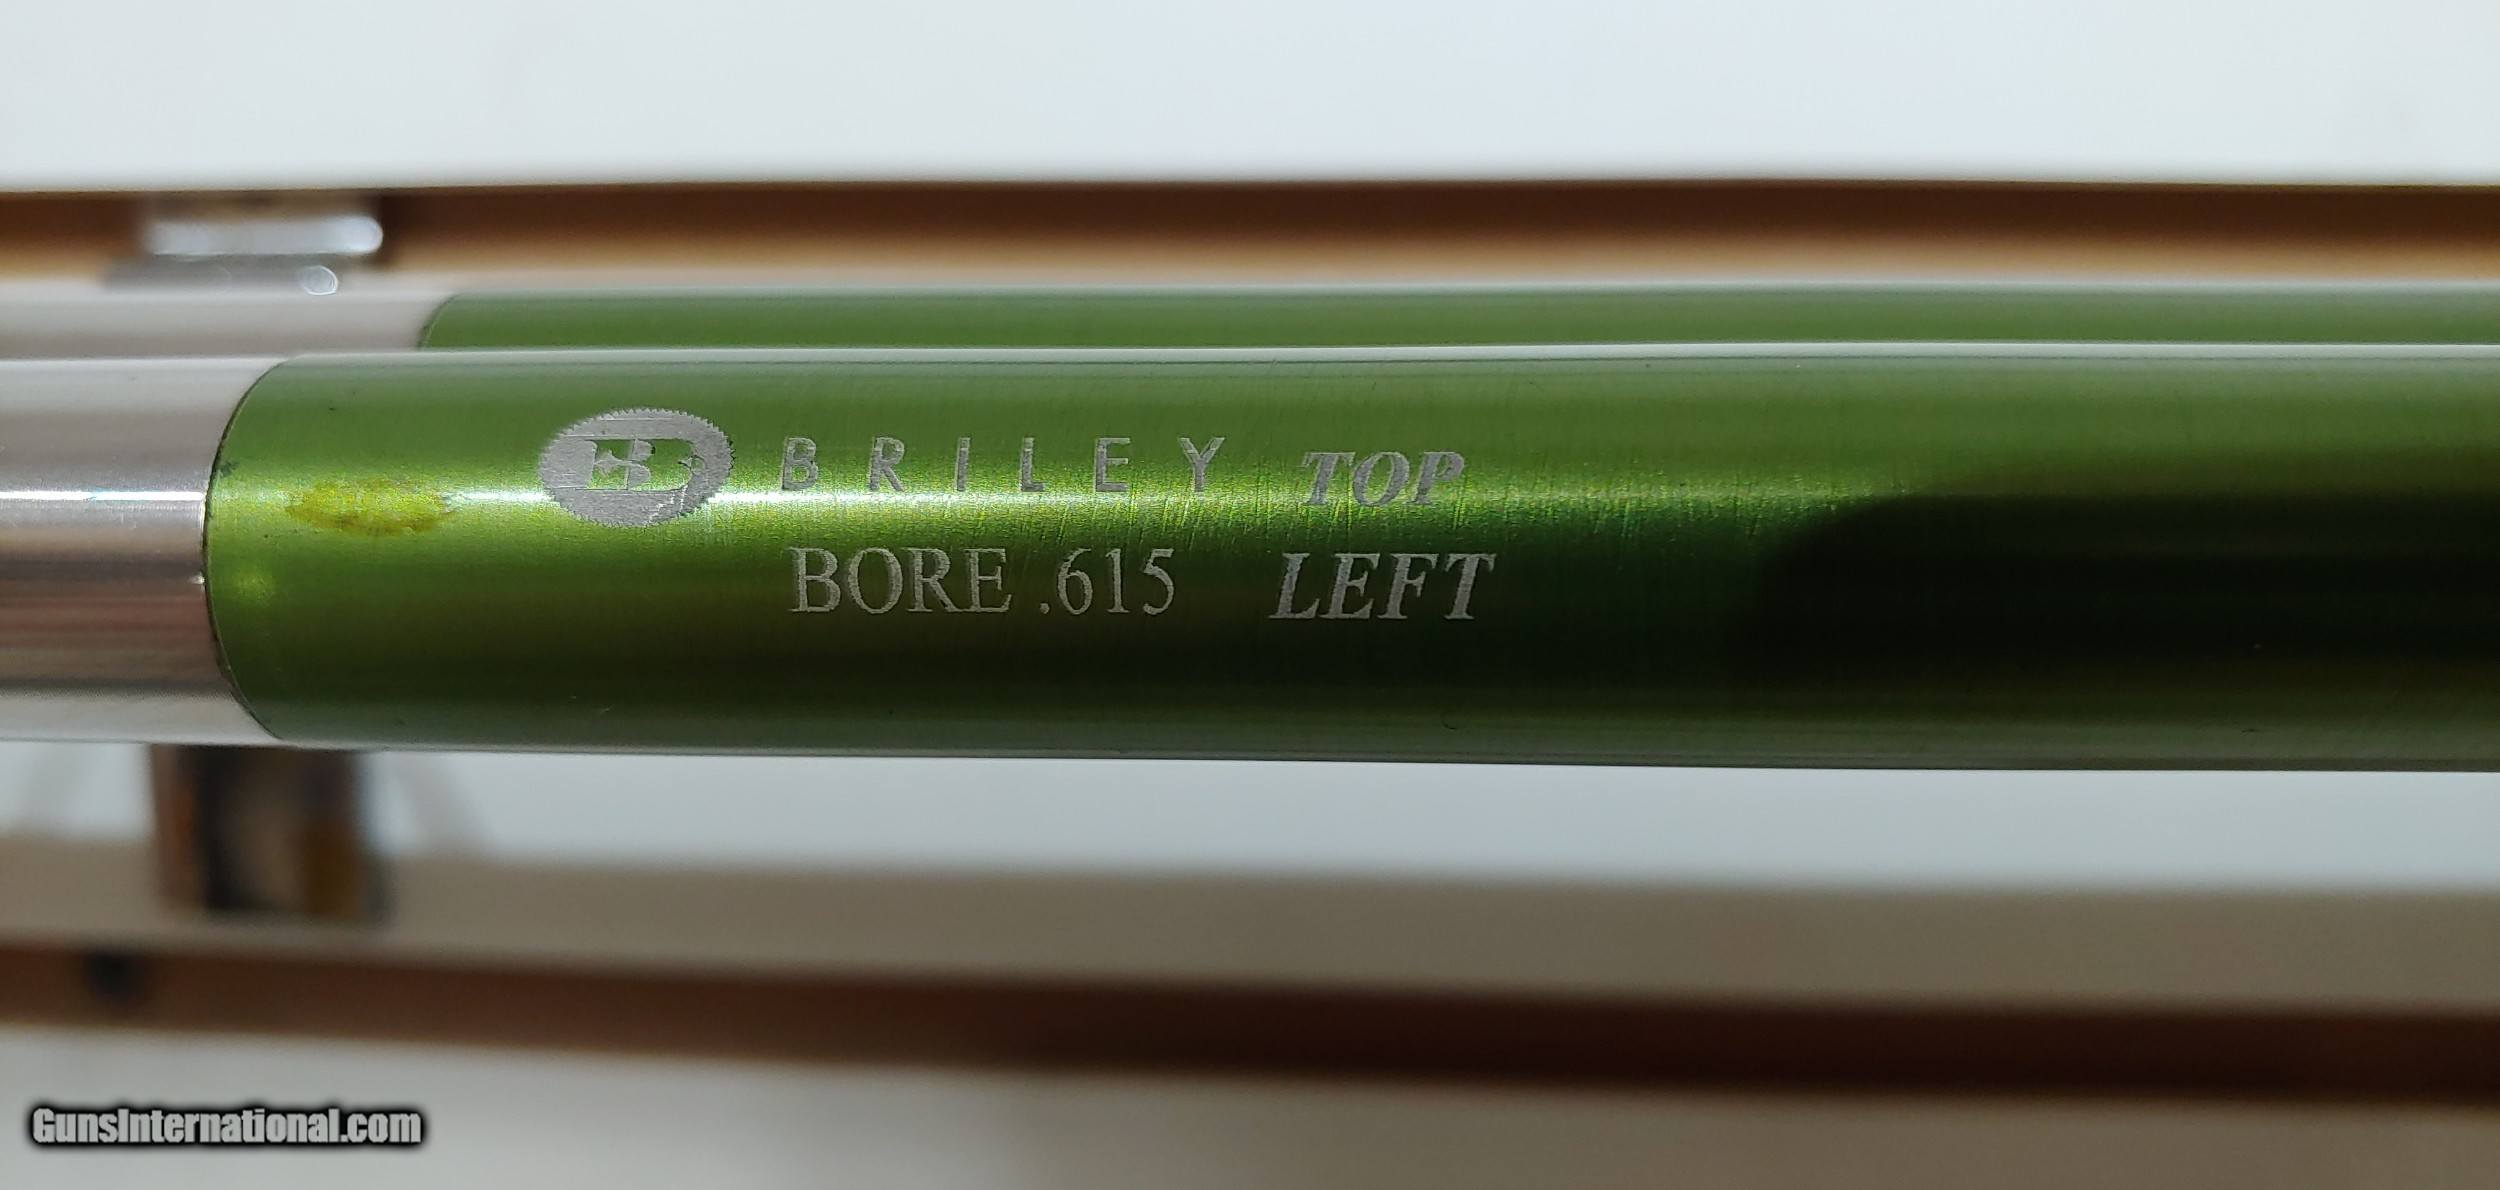 B BRILEY TOP
BORE .615 LEFT
GunsInternational.com